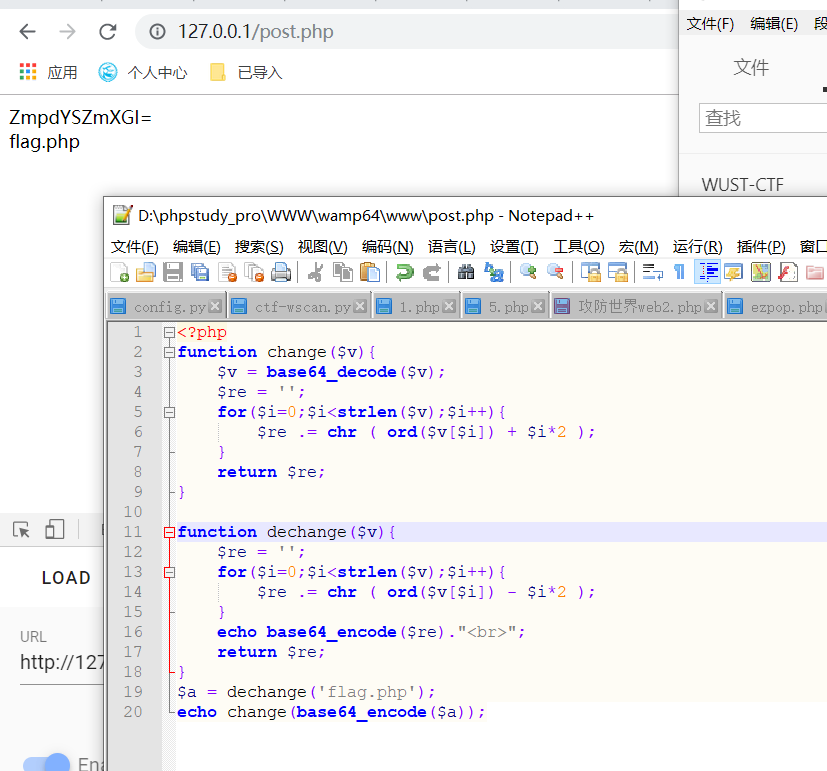 127.0.0.1/post.php
应用
个人中心
已导入
ZmpdYSZmXGI=
flag.php
文件(F) 编辑(E) 段
文件
查找
WUST-CTF
D:\phpstudy_pro\WWW\wamp64\www\post.php - Notepad++
文件(F) 编辑(E) 搜索(S) 视图(V) 编码(N) 语言(L) 设置(T) 工具(O) 宏(M) 运行(R) 插件(P) 窗口
config.py ctf-wscan.py 1.php 5.php 攻防世界web2.php ezpop.php
1 <?php
2 function change($v){
3 $v = base64_decode($v);
4 $re = '';
5 for($i=0;$i<strlen($v);$i++){
6 $re .= chr ( ord($v[$i]) + $i*2 );
7 }
8 return $re;
9 }
10
11 function dechange($v){
12 $re = '';
13 for($i=0;$i<strlen($v);$i++){
14 $re .= chr ( ord($v[$i]) - $i*2 );
15 }
16 echo base64_encode($re)."<br>";
17 return $re;
18 }
19 $a = dechange('flag.php');
20 echo change(base64_encode($a));
LOAD
URL
http://127
Ena